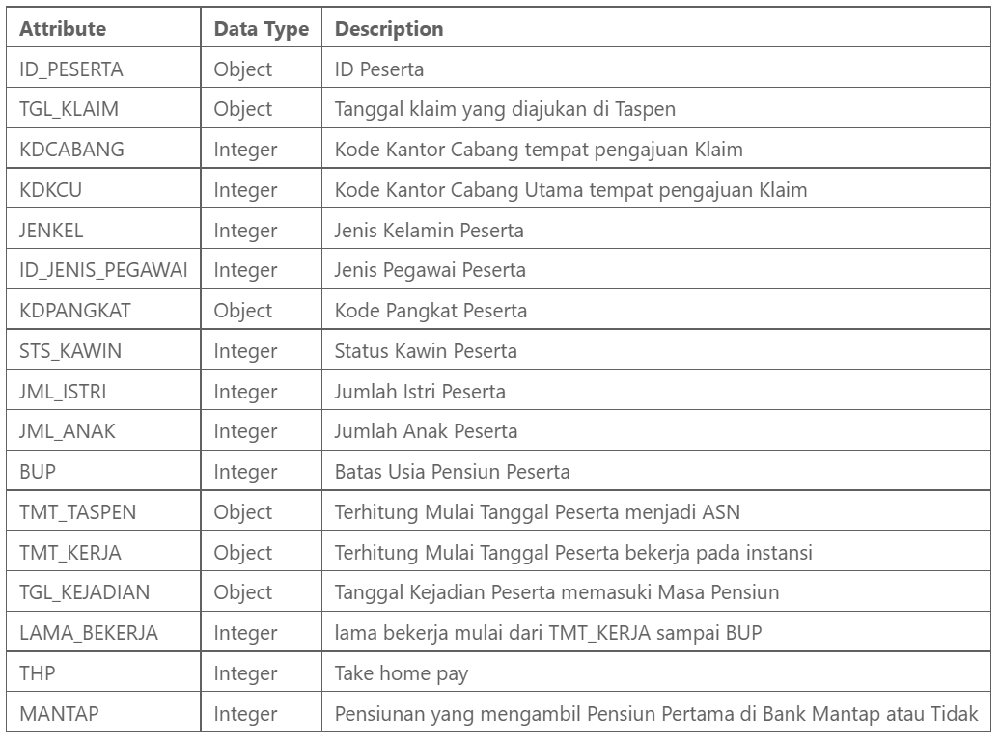 Attribute Data Type Description
ID_PESERTA Object ID Peserta
TGL_KLAIM Object Tanggal klaim yang diajukan di Taspen
KDCABANG Integer Kode Kantor Cabang tempat pengajuan Klaim
KDKCU Integer Kode Kantor Cabang Utama tempat pengajuan Klaim
JENKEL Integer Jenis Kelamin Peserta
ID_JENIS_PEGAWAI Integer Jenis Pegawai Peserta
KDPANGKAT Object Kode Pangkat Peserta
STS_KAWIN Integer Status Kawin Peserta
JML_ISTRI Integer Jumlah Istri Peserta
JML_ANAK Integer Jumlah Anak Peserta
BUP Integer Batas Usia Pensiun Peserta
TMT_TASPEN Object Terhitung Mulai Tanggal Peserta menjadi ASN
TMT_KERJA Object Terhitung Mulai Tanggal Peserta bekerja pada instansi
TGL_KEJADIAN Object Tanggal Kejadian Peserta memasuki Masa Pensiun
LAMA_BEKERJA Integer lama bekerja mulai dari TMT_KERJA sampai BUP
THP Integer Take home pay
MANTAP Integer Pensiunan yang mengambil Pensiun Pertama di Bank Mantap atau Tidak